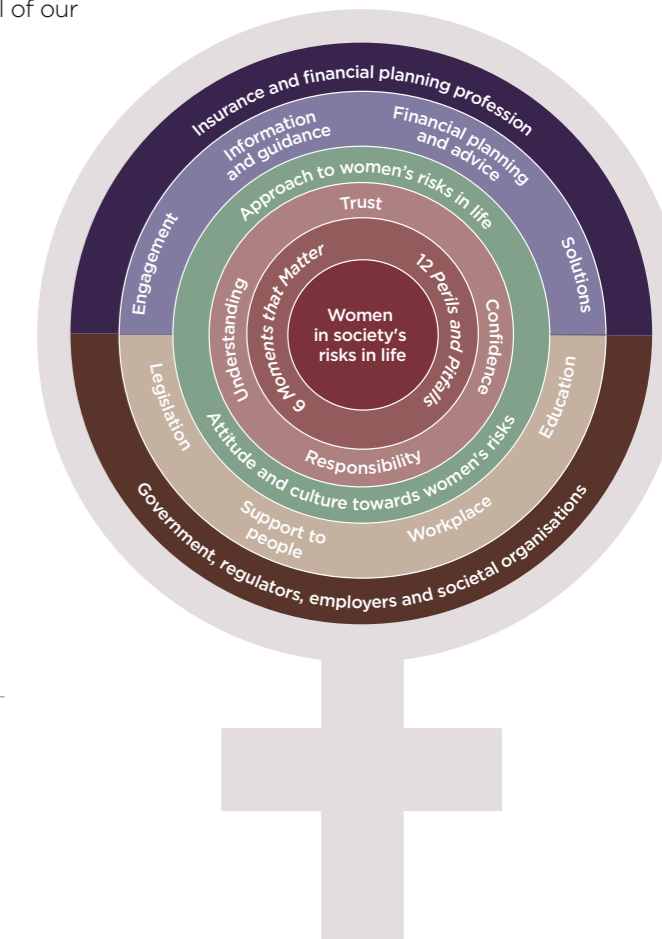 l of our
Insurance and financial planning profession
Information
and guidance
Financial planning
and advice
Engagement
Solutions
Approach to women's risks in life
Trust
Understanding
Confidence
6 Moments that Matter
12 Perils and Pitfalls
Women
in society's
risks in life
Responsibility
Attitude and culture towards women's risks
Legislation
Education
Support to
people
Workplace
Government, regulators, employers and societal organisations